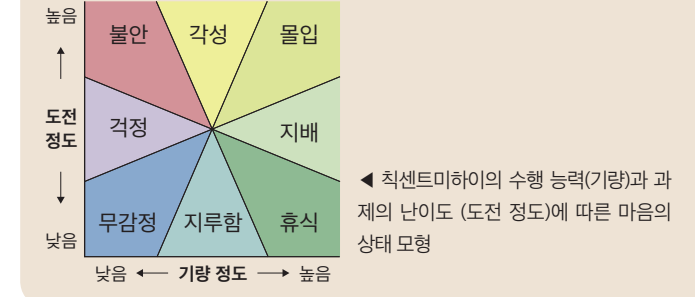 높음
불안 각성 몰입
도전
정도
걱정 지배
무감정 지루함 휴식
낮음
낮음 ← 기량 정도 → 높음
◀ 칙센트미하이의 수행 능력(기량)과 과
제의 난이도 (도전 정도)에 따른 마음의
상태 모형